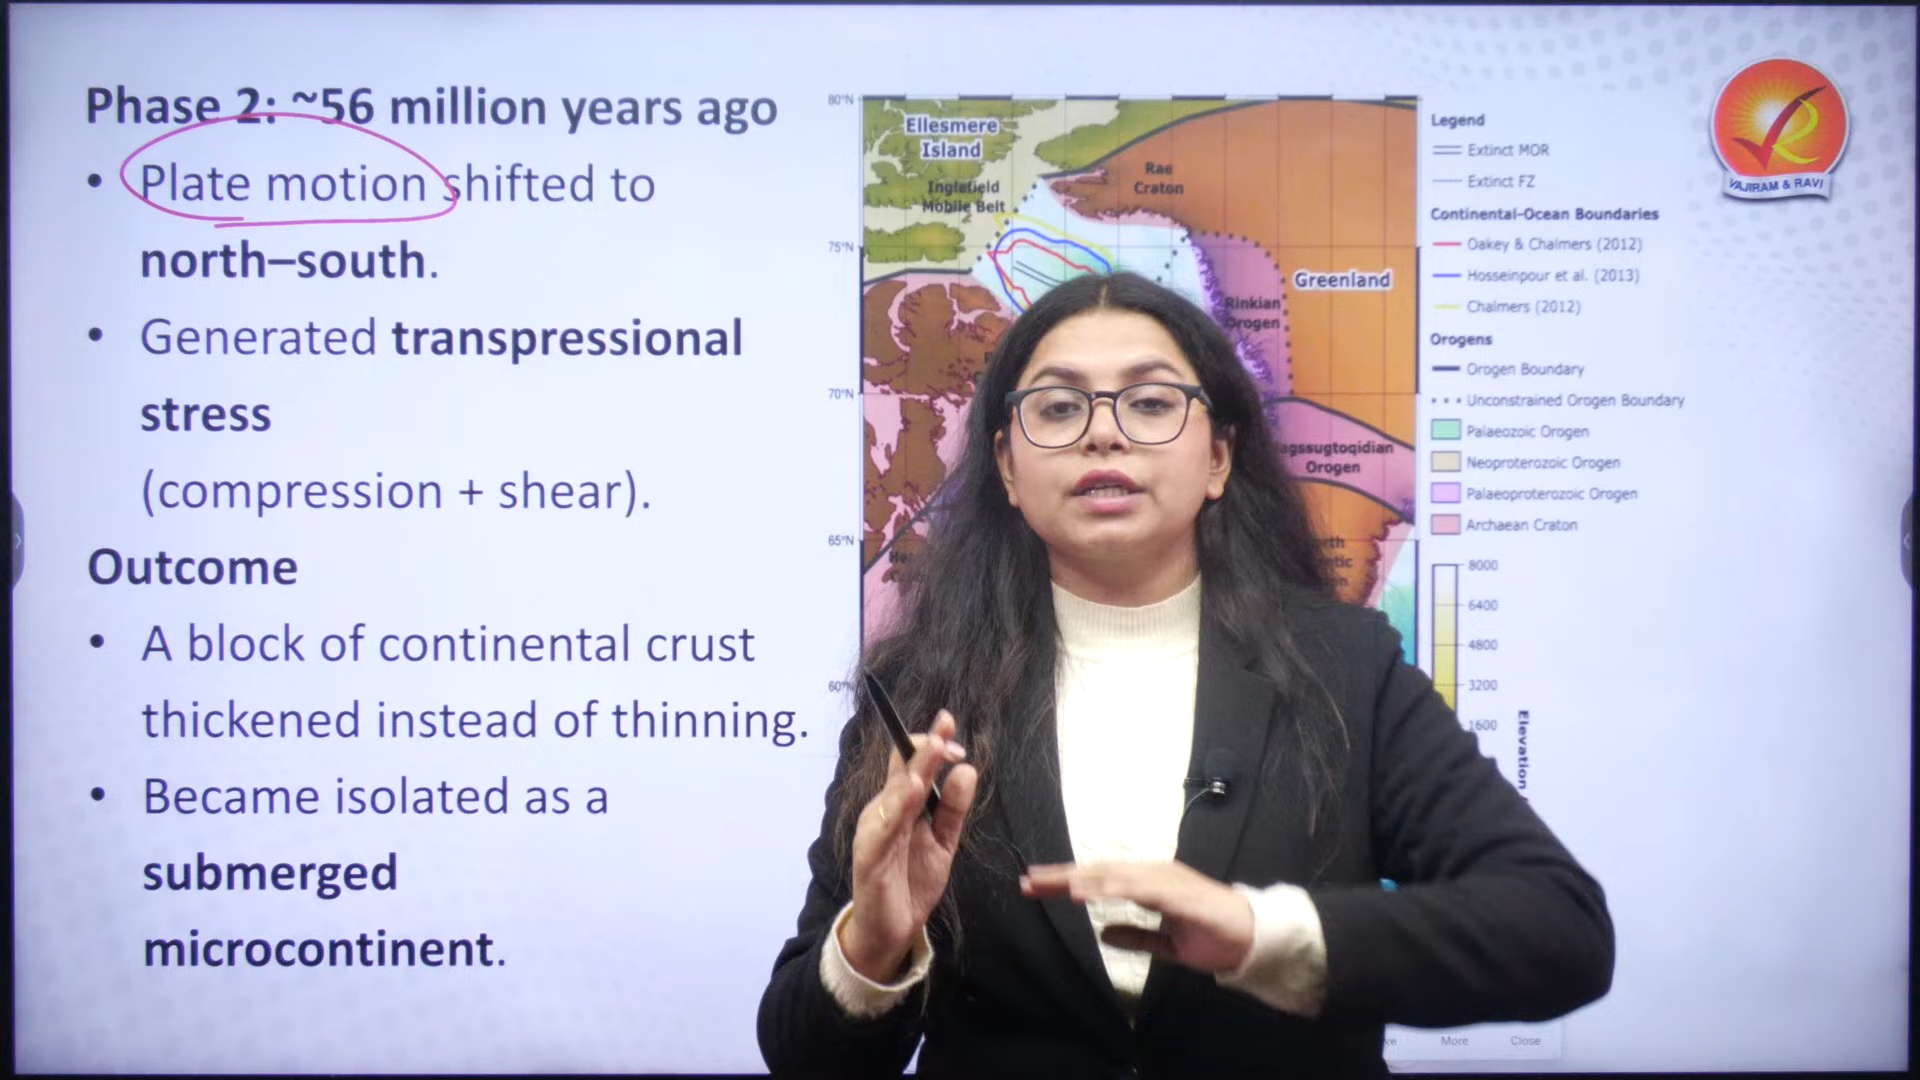 Phase 2: ~56 million years ago
• Plate motion shifted to
north–south.
• Generated transpressional
stress
(compression + shear).
Outcome
• A block of continental crust
thickened instead of thinning.
• Became isolated as a
submerged
microcontinent.
80°N
75°N
70°N
65°N
60°N
Ellesmere
Island
Inglefield
Mobile Belt
Rae
Craton
Greenland
Rinkian
Orogen
agssugtoqidian
Orogen
Legend
Extinct MOR
Extinct FZ
Continental-Ocean Boundaries
Oakey & Chalmers (2012)
Hosseinpour et al. (2013)
Chalmers (2012)
Orogens
Orogen Boundary
Unconstrained Orogen Boundary
Palaeozoic Orogen
Neoproterozoic Orogen
Palaeoproterozoic Orogen
Archaean Craton
8000
6400
4800
3200
1600
Elevation
VAJIRAM & RAVI
More
Close